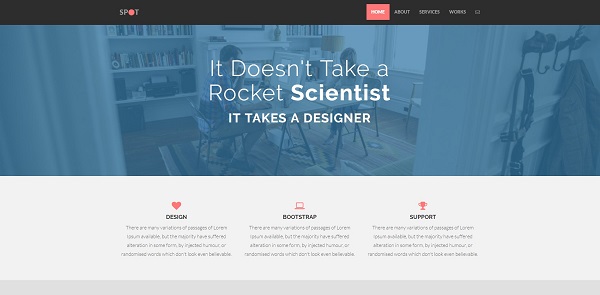 SPOT
HOME ABOUT SERVICES WORKS
It Doesn't Take a
Rocket Scientist
IT TAKES A DESIGNER
DESIGN
There are many variations of passages of Lorem
Ipsum available, but the majority have suffered
alteration in some form, by injected humour, or
randomised words which don't look even believable.
BOOTSTRAP
There are many variations of passages of Lorem
Ipsum available, but the majority have suffered
alteration in some form, by injected humour, or
randomised words which don't look even believable.
SUPPORT
There are many variations of passages of Lorem
Ipsum available, but the majority have suffered
alteration in some form, by injected humour, or
randomised words which don't look even believable.